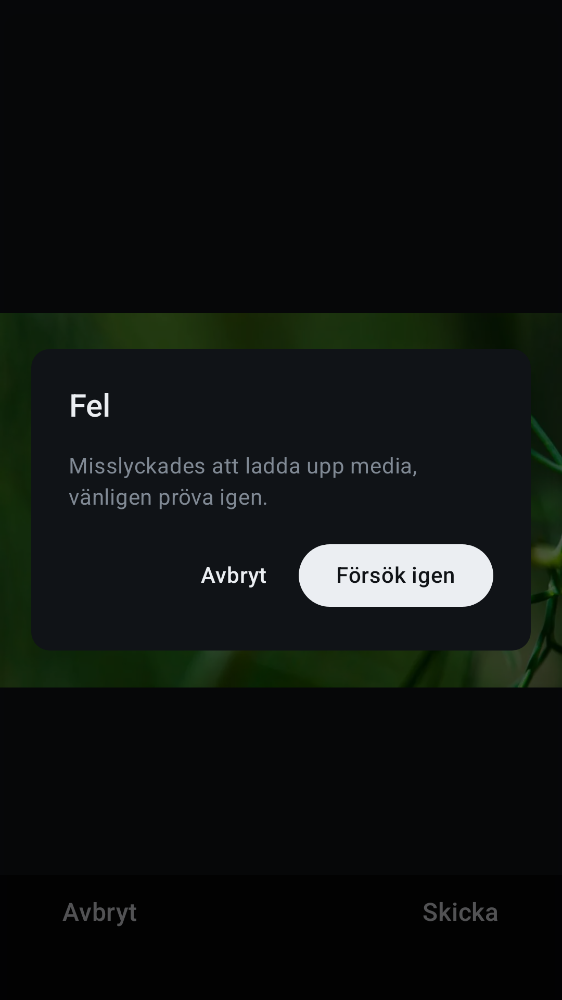 Fel
Misslyckades att ladda upp media,
vänligen pröva igen.
Avbryt Försök igen
Avbryt Skicka